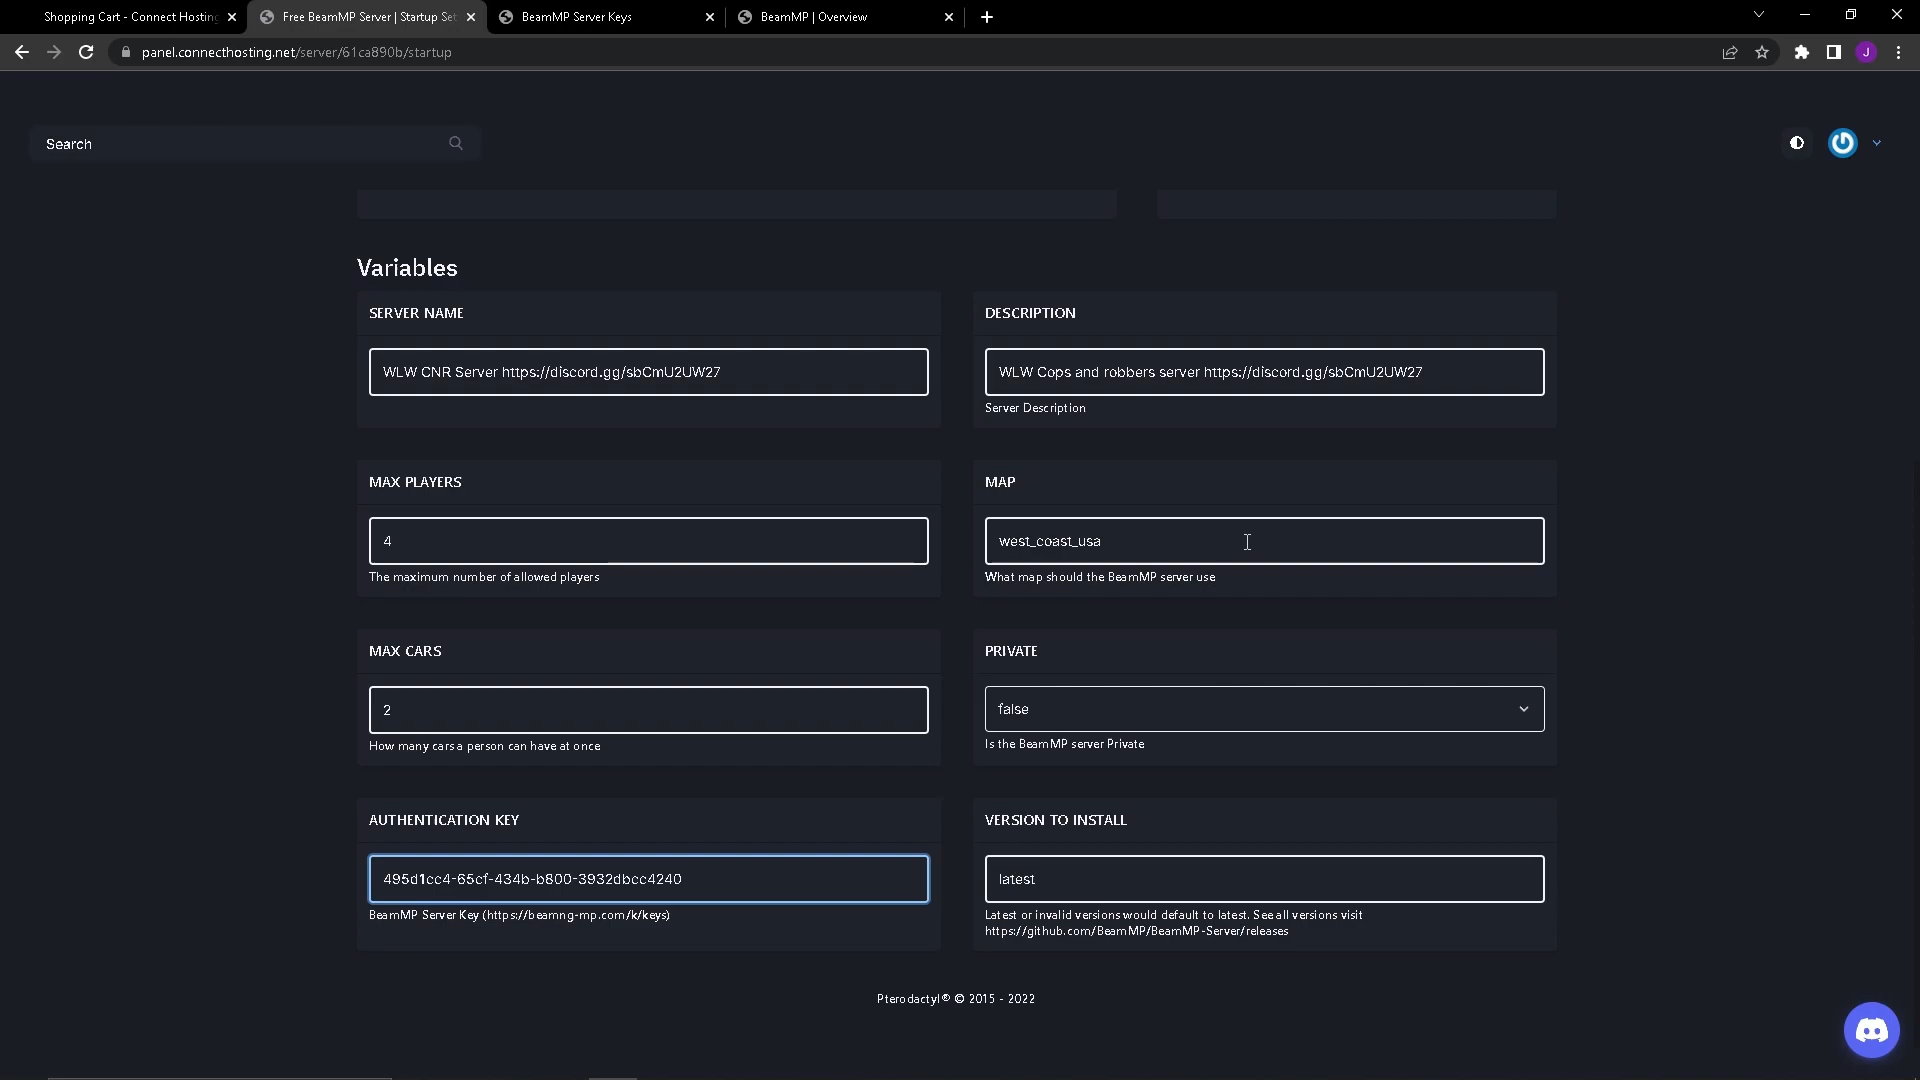 Shopping Cart - Connect Hosting
Free BeamMP Server | Startup Set
BeamMP Server Keys
BeamMP | Overview
panel.connecthosting.net/server/61ca890b/startup
J
Search
Variables
SERVER NAME
DESCRIPTION
WLW CNR Server https://discord.gg/sbCmU2UW27
WLW Cops and robbers server https://discord.gg/sbCmU2UW27
Server Description
MAX PLAYERS
MAP
4
west_coast_usa
The maximum number of allowed players
What map should the BeamMP server use
MAX CARS
PRIVATE
2
false
How many cars a person can have at once
Is the BeamMP server Private
AUTHENTICATION KEY
VERSION TO INSTALL
495d1cc4-65cf-434b-b800-3932dbcc4240
latest
BeamMP Server Key (https://beamng-mp.com/k/keys)
Latest or invalid versions would default to latest. See all versions visit
https://github.com/BeamMP/BeamMP-Server/releases
Pterodactyl® © 2015 - 2022